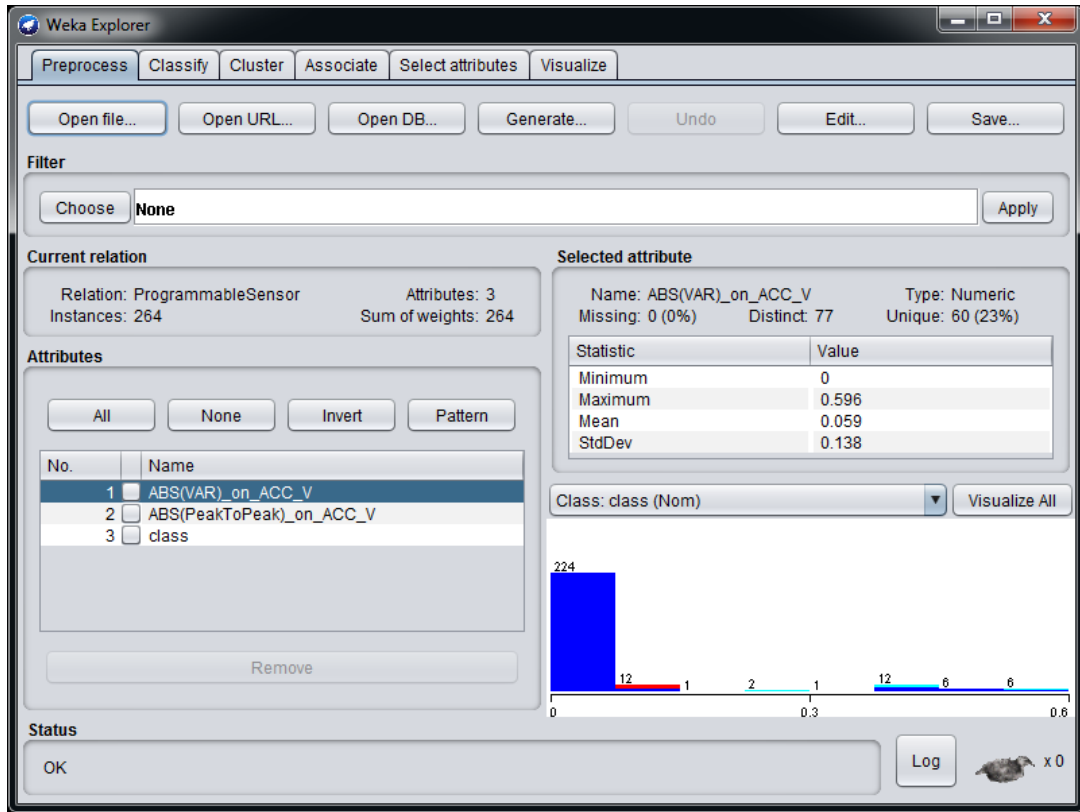 Weka Explorer
Preprocess Classify Cluster Associate Select attributes Visualize
Open file... Open URL... Open DB... Generate... Undo Edit... Save...
Filter
Choose None Apply
Current relation
Relation: ProgrammableSensor Attributes: 3
Instances: 264 Sum of weights: 264
Attributes
All None Invert Pattern
No. Name
1 ABS(VAR)_on_ACC_V
2 ABS(PeakToPeak)_on_ACC_V
3 class
Remove
Selected attribute
Name: ABS(VAR)_on_ACC_V Type: Numeric
Missing: 0 (0%) Distinct: 77 Unique: 60 (23%)
Statistic Value
Minimum 0
Maximum 0.596
Mean 0.059
StdDev 0.138
Class: class (Nom) Visualize All
224
12 1 2 1 12 6 6
0 0.3 0.6
Status
OK
Log x 0